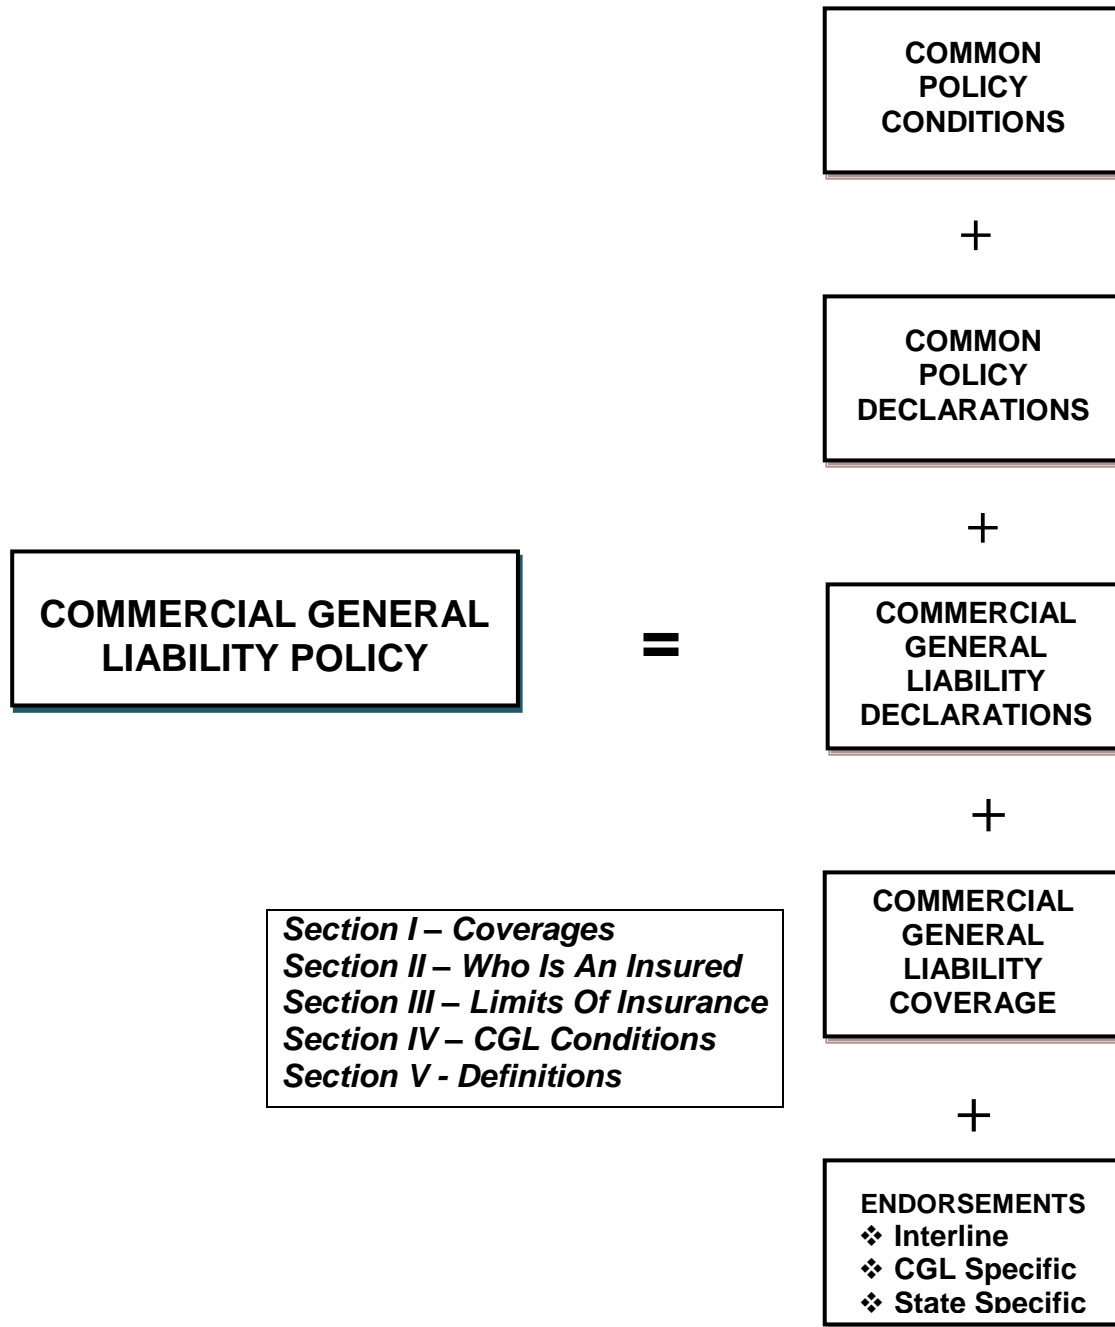 COMMON
POLICY
CONDITIONS
+
COMMON
POLICY
DECLARATIONS
+
COMMERCIAL GENERAL
LIABILITY POLICY
=
COMMERCIAL
GENERAL
LIABILITY
DECLARATIONS
+
Section I – Coverages
Section II – Who Is An Insured
Section III – Limits Of Insurance
Section IV – CGL Conditions
Section V - Definitions
COMMERCIAL
GENERAL
LIABILITY
COVERAGE
+
ENDORSEMENTS
❖ Interline
❖ CGL Specific
❖ State Specific